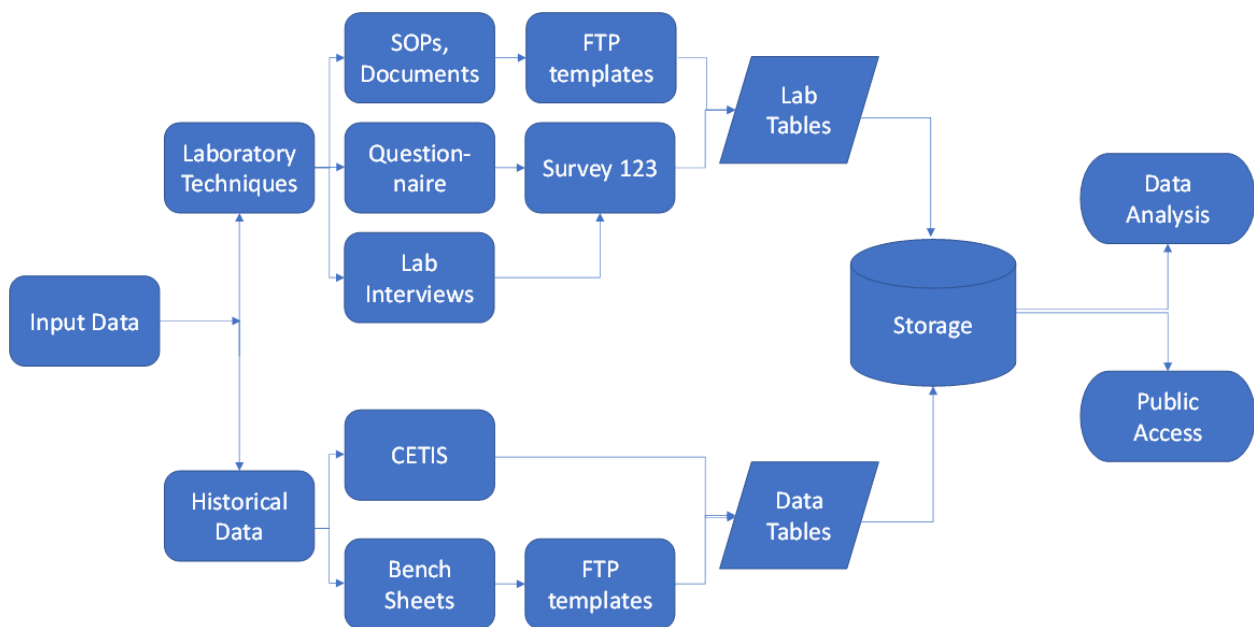 SOPs,
Documents
FTP
templates
Lab
Tables
Laboratory
Techniques
Question-
naire
Survey 123
Data
Analysis
Lab
Interviews
Input Data
Storage
Public
Access
CETIS
Historical
Data
Data
Tables
Bench
Sheets
FTP
templates